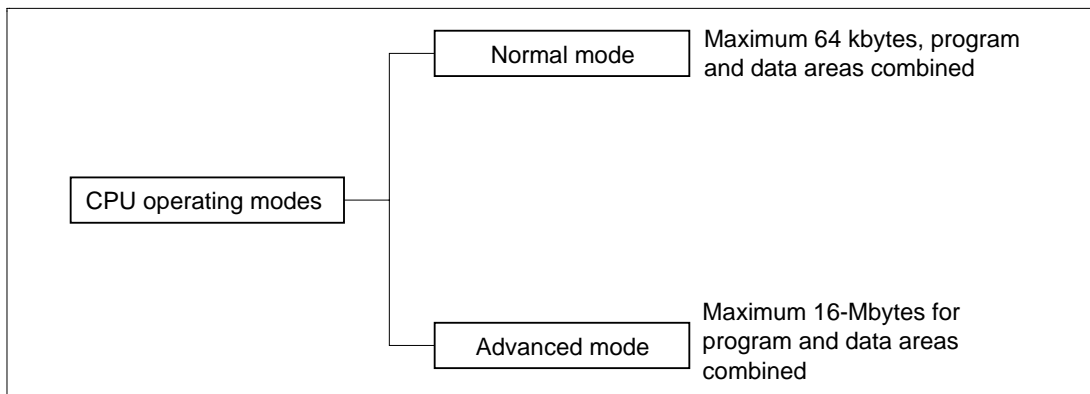 Normal mode
Maximum 64 kbytes, program
and data areas combined
CPU operating modes
Advanced mode
Maximum 16-Mbytes for
program and data areas
combined